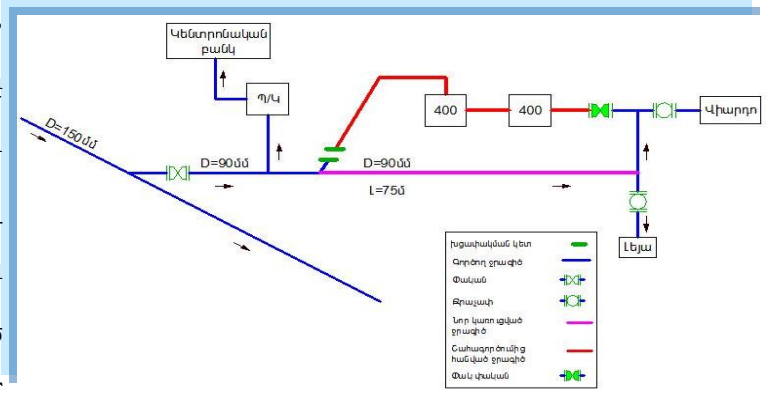 Կենտրոնական
բանկ
Պ/Կ
400
400
Վիարդո
D=150մմ
D=90մմ
D=90մմ
Լ=75մ
Լեյա
խցափակման կետ
Գործող ջրագիծ
Փական
Ջրաչափ
Նոր կառուցված
ջրագիծ
Շահագործումից
հանված ջրագիծ
Փակ փական